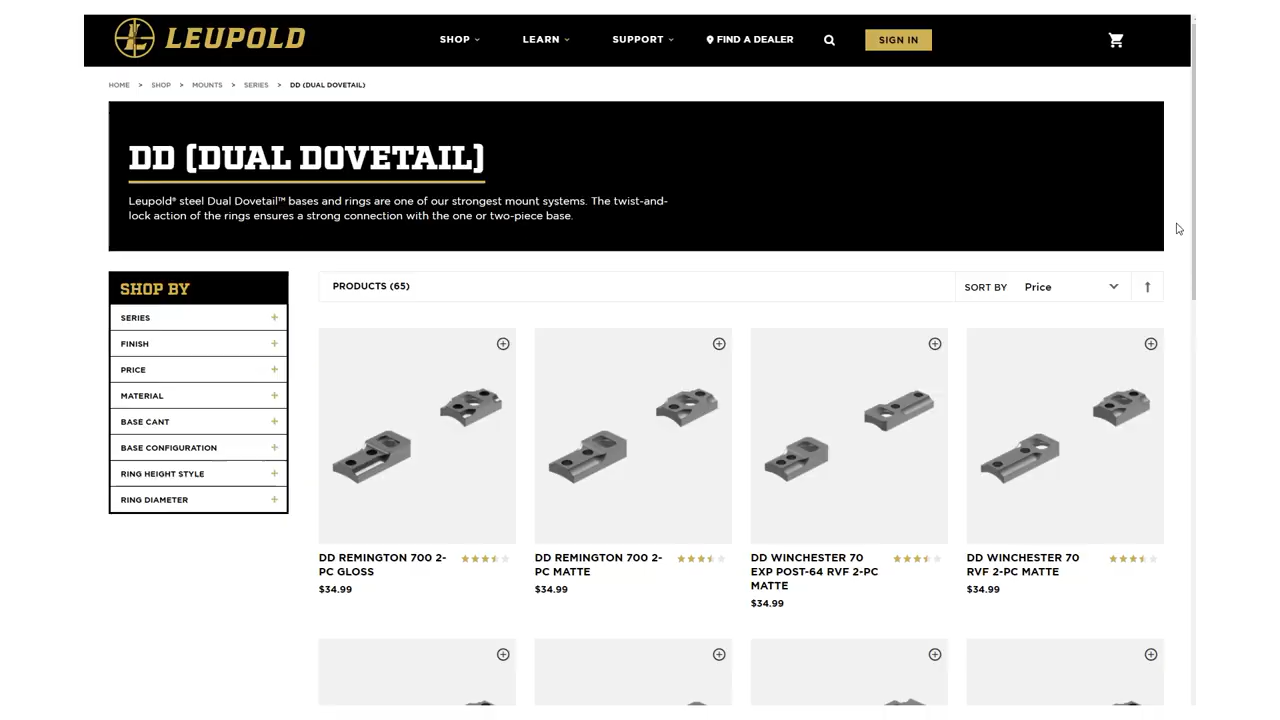 LEUPOLD
SHOP LEARN SUPPORT FIND A DEALER SIGN IN
HOME > SHOP > MOUNTS > SERIES > DD (DUAL DOVETAIL)
DD (DUAL DOVETAIL)
Leupold® steel Dual Dovetail™ bases and rings are one of our strongest mount systems. The twist-and-
lock action of the rings ensures a strong connection with the one or two-piece base.
SHOP BY
SERIES +
FINISH +
PRICE +
MATERIAL +
BASE CANT +
BASE CONFIGURATION +
RING HEIGHT STYLE +
RING DIAMETER +
PRODUCTS (65)
SORT BY Price
DD REMINGTON 700 2-
PC GLOSS
$34.99
DD REMINGTON 700 2-
PC MATTE
$34.99
DD WINCHESTER 70
EXP POST-64 RVF 2-PC
MATTE
$34.99
DD WINCHESTER 70
RVF 2-PC MATTE
$34.99